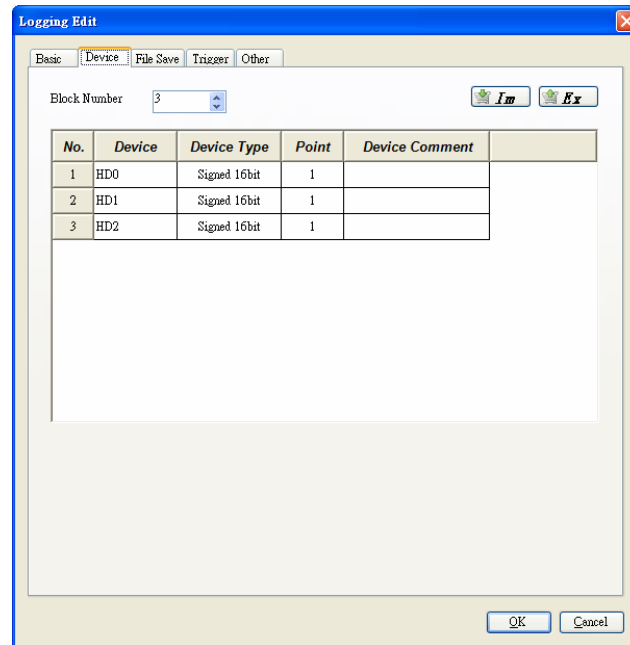 Logging Edit
Basic Device File Save Trigger Other
Block Number 3 Im Ex
No. Device Device Type Point Device Comment
1 HD0 Signed 16bit 1
2 HD1 Signed 16bit 1
3 HD2 Signed 16bit 1
OK Cancel